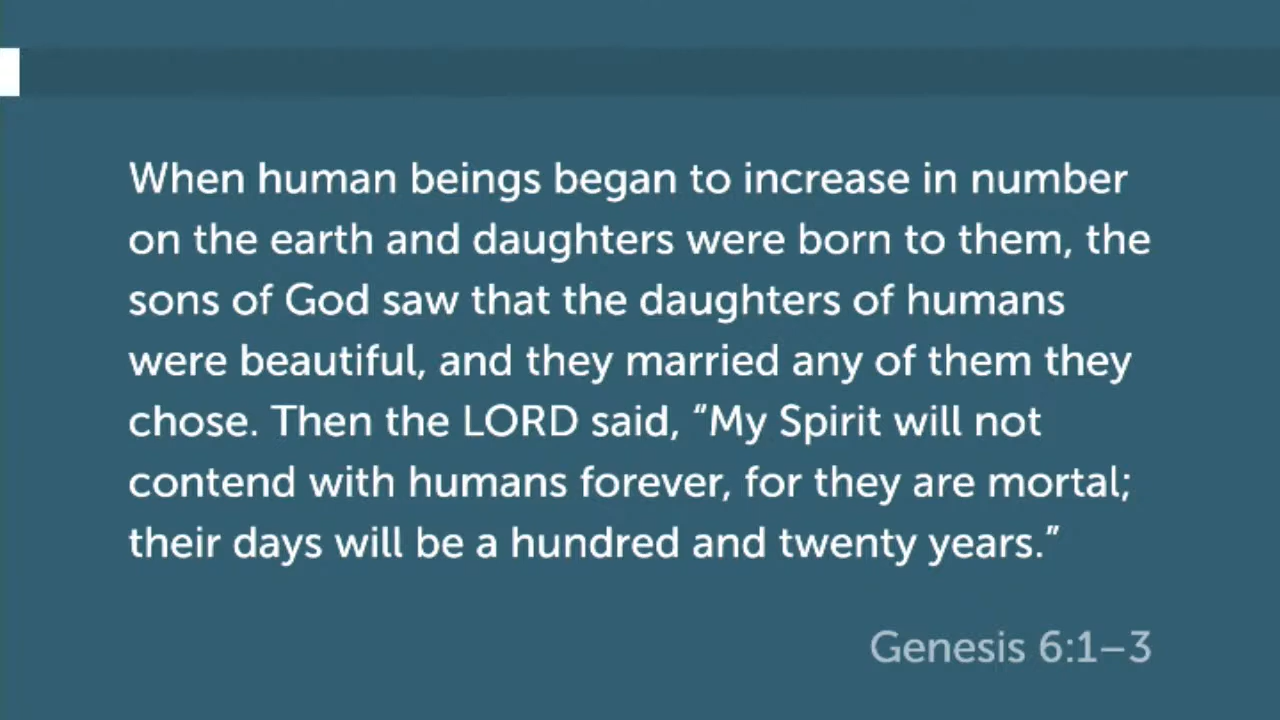 When human beings began to increase in number
on the earth and daughters were born to them, the
sons of God saw that the daughters of humans
were beautiful, and they married any of them they
chose. Then the LORD said, “My Spirit will not
contend with humans forever, for they are mortal;
their days will be a hundred and twenty years.”
Genesis 6:1–3